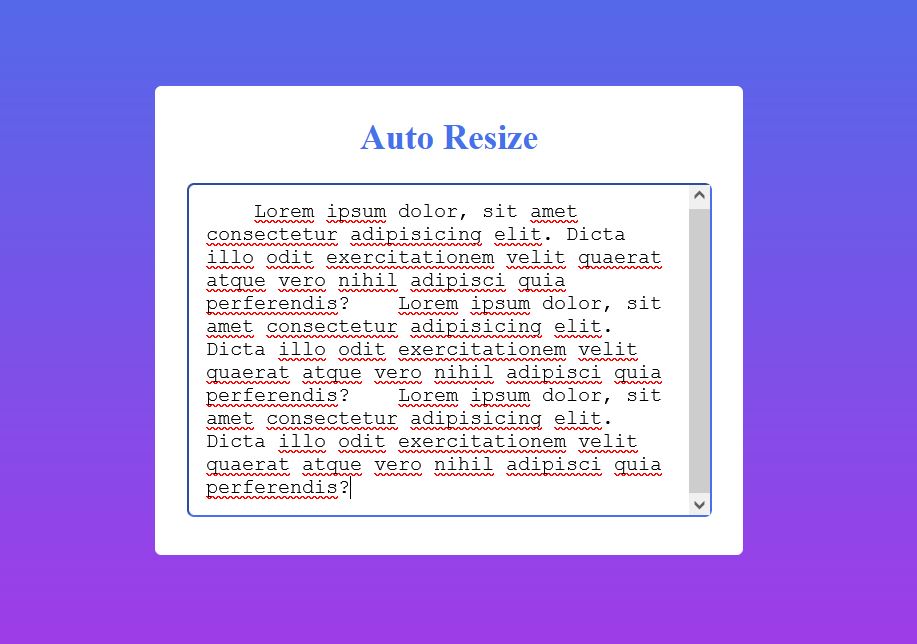 Auto Resize
Lorem ipsum dolor, sit amet
consectetur adipisicing elit. Dicta
illo odit exercitationem velit quaerat
atque vero nihil adipisci quia
perferendis?    Lorem ipsum dolor, sit
amet consectetur adipisicing elit.
Dicta illo odit exercitationem velit
quaerat atque vero nihil adipisci quia
perferendis?    Lorem ipsum dolor, sit
amet consectetur adipisicing elit.
Dicta illo odit exercitationem velit
quaerat atque vero nihil adipisci quia
perferendis?